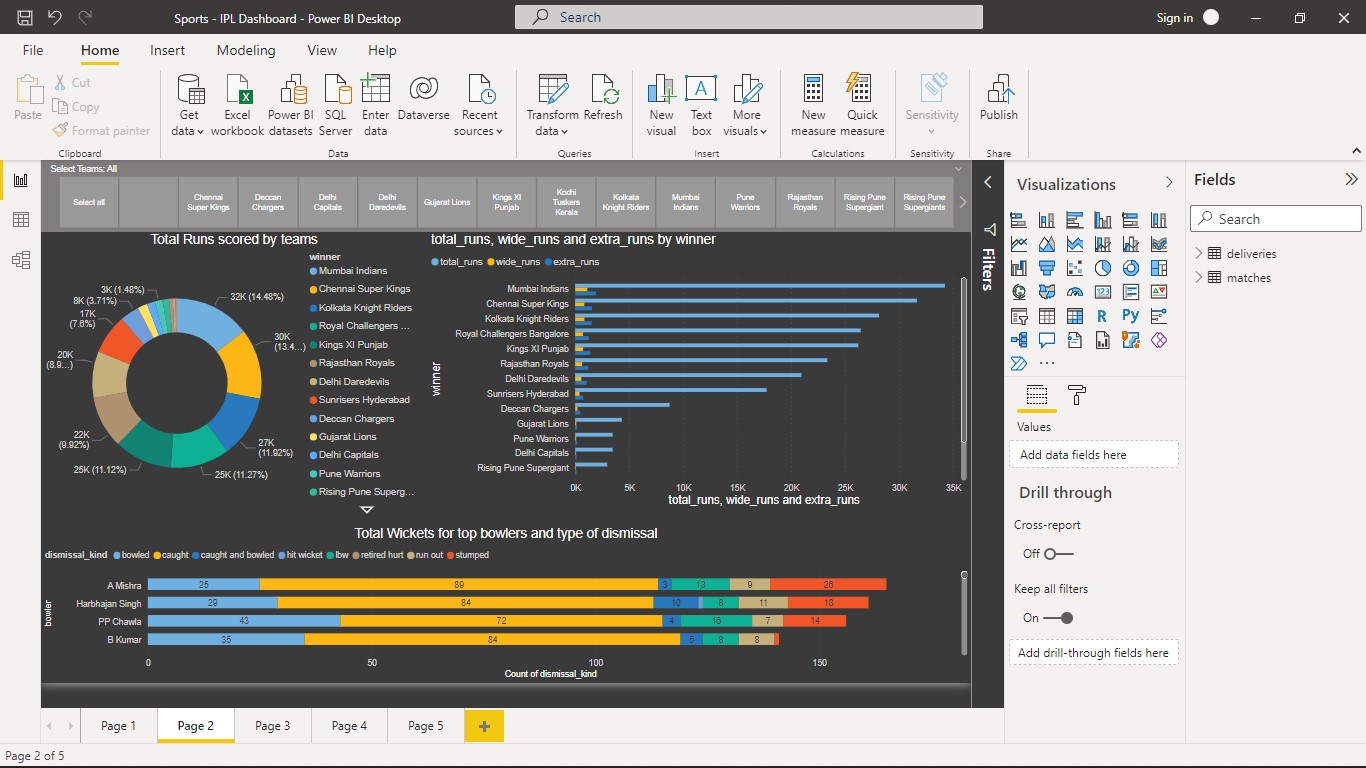 Sports - IPL Dashboard - Power BI Desktop
Search
Sign in
File Home Insert Modeling View Help
Paste
Cut
Copy
Format painter
Clipboard
Get data
Excel workbook
Power BI datasets
SQL Server
Enter data
Dataverse
Recent sources
Data
Transform data
Refresh
Queries
New visual
Text box
More visuals
Insert
New measure
Quick measure
Calculations
Sensitivity
Sensitivity
Publish
Share
Select Teams: All
Select all
Chennai Super Kings
Deccan Chargers
Delhi Capitals
Delhi Daredevils
Gujarat Lions
Kings XI Punjab
Kochi Tuskers Kerala
Kolkata Knight Riders
Mumbai Indians
Pune Warriors
Rajasthan Royals
Rising Pune Supergiant
Rising Pune Supergiants
Total Runs scored by teams
3K (1.48%)
8K (3.71%)
17K (7.6%)
20K (8.9...)
22K (9.92%)
25K (11.12%)
25K (11.27%)
27K (11.92%)
30K (13.4...)
32K (14.48%)
winner
Mumbai Indians
Chennai Super Kings
Kolkata Knight Riders
Royal Challengers ...
Kings XI Punjab
Rajasthan Royals
Delhi Daredevils
Sunrisers Hyderabad
Deccan Chargers
Gujarat Lions
Delhi Capitals
Pune Warriors
Rising Pune Superg...
total_runs, wide_runs and extra_runs by winner
total_runs wide_runs extra_runs
winner
Mumbai Indians
Chennai Super Kings
Kolkata Knight Riders
Royal Challengers Bangalore
Kings XI Punjab
Rajasthan Royals
Delhi Daredevils
Sunrisers Hyderabad
Deccan Chargers
Gujarat Lions
Pune Warriors
Delhi Capitals
Rising Pune Supergiant
0K 5K 10K 15K 20K 25K 30K 35K
total_runs, wide_runs and extra_runs
Total Wickets for top bowlers and type of dismissal
dismissal_kind bowled caught caught and bowled hit wicket lbw retired hurt run out stumped
bowler
A Mishra 25 89 3 13 9 26
Harbhajan Singh 29 84 10 8 11 18
PP Chawla 43 72 4 16 7 14
B Kumar 35 84 5 8 8
0 50 100 150
Count of dismissal_kind
Filters
Visualizations
R Py
123
Values
Add data fields here
Drill through
Cross-report
Off
Keep all filters
On
Add drill-through fields here
Fields
Search
deliveries
matches
Page 1 Page 2 Page 3 Page 4 Page 5 +
Page 2 of 5